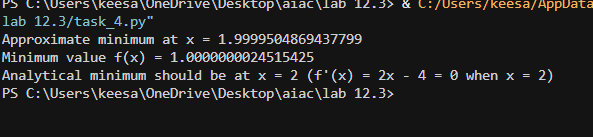 PS C:\Users\keesa\OneDrive\Desktop\aiac\lab 12.3> & C:/Users/keesa/AppData
lab 12.3/task_4.py"
Approximate minimum at x = 1.9999504869437799
Minimum value f(x) = 1.0000000024515425
Analytical minimum should be at x = 2 (f'(x) = 2x - 4 = 0 when x = 2)
PS C:\Users\keesa\OneDrive\Desktop\aiac\lab 12.3>